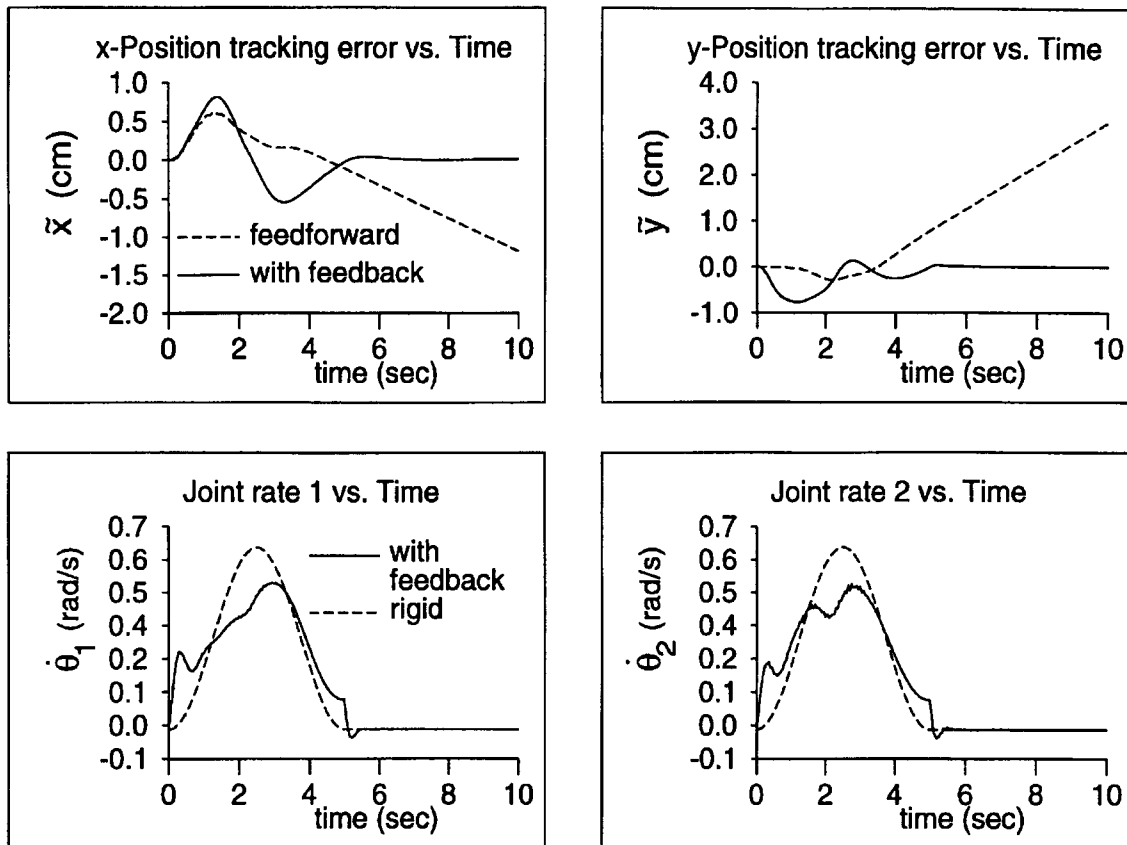 x-Position tracking error vs. Time
1.0
0.5
0.0
-0.5
-1.0
-1.5
-2.0
x̃ (cm)
feedforward
with feedback
0 2 4 6 8 10
time (sec)
y-Position tracking error vs. Time
4.0
3.0
2.0
1.0
0.0
-1.0
ỹ (cm)
0 2 4 6 8 10
time (sec)
Joint rate 1 vs. Time
0.7
0.6
0.5
0.4
0.2
0.1
0.0
-0.1
θ̇1 (rad/s)
with
feedback
rigid
0 2 4 6 8 10
time (sec)
Joint rate 2 vs. Time
0.7
0.6
0.5
0.4
0.2
0.1
0.0
-0.1
θ̇2 (rad/s)
0 2 4 6 8 10
time (sec)